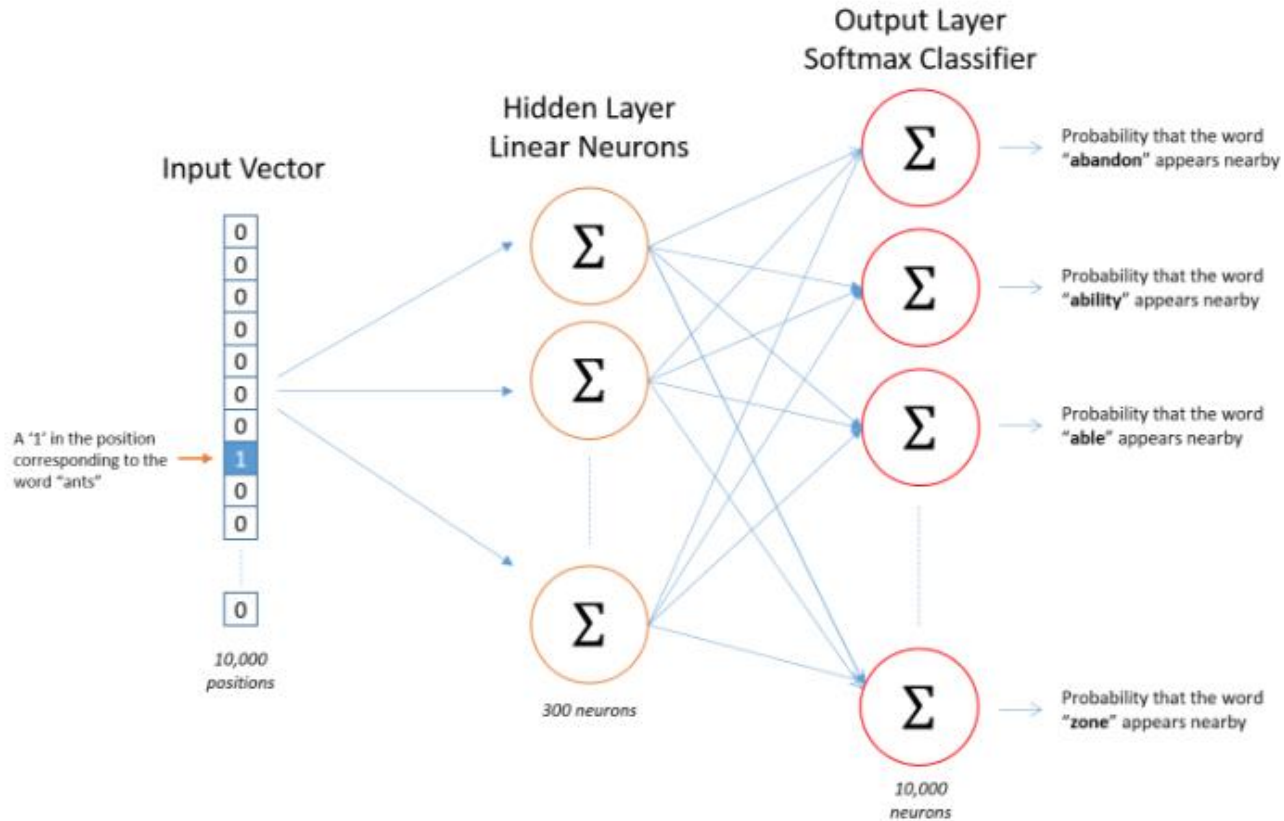 Output Layer
Softmax Classifier
Hidden Layer
Linear Neurons
Input Vector
0
0
0
0
0
0
0
1
0
0
0
A '1' in the position
corresponding to the
word "ants"
10,000
positions
Σ
Σ
Σ
300 neurons
Σ
Σ
Σ
Σ
10,000
neurons
Probability that the word
"abandon" appears nearby
Probability that the word
"ability" appears nearby
Probability that the word
"able" appears nearby
Probability that the word
"zone" appears nearby